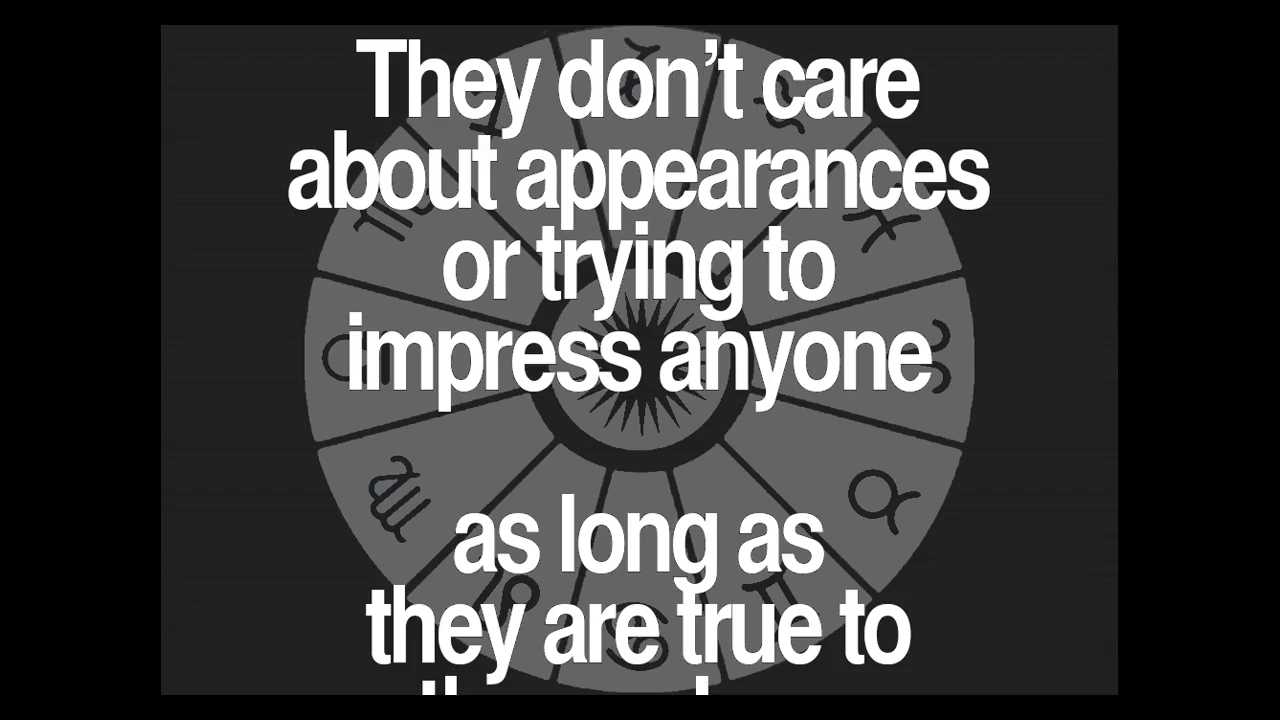 They don’t care
about appearances
or trying to
impress anyone
as long as
they are true to